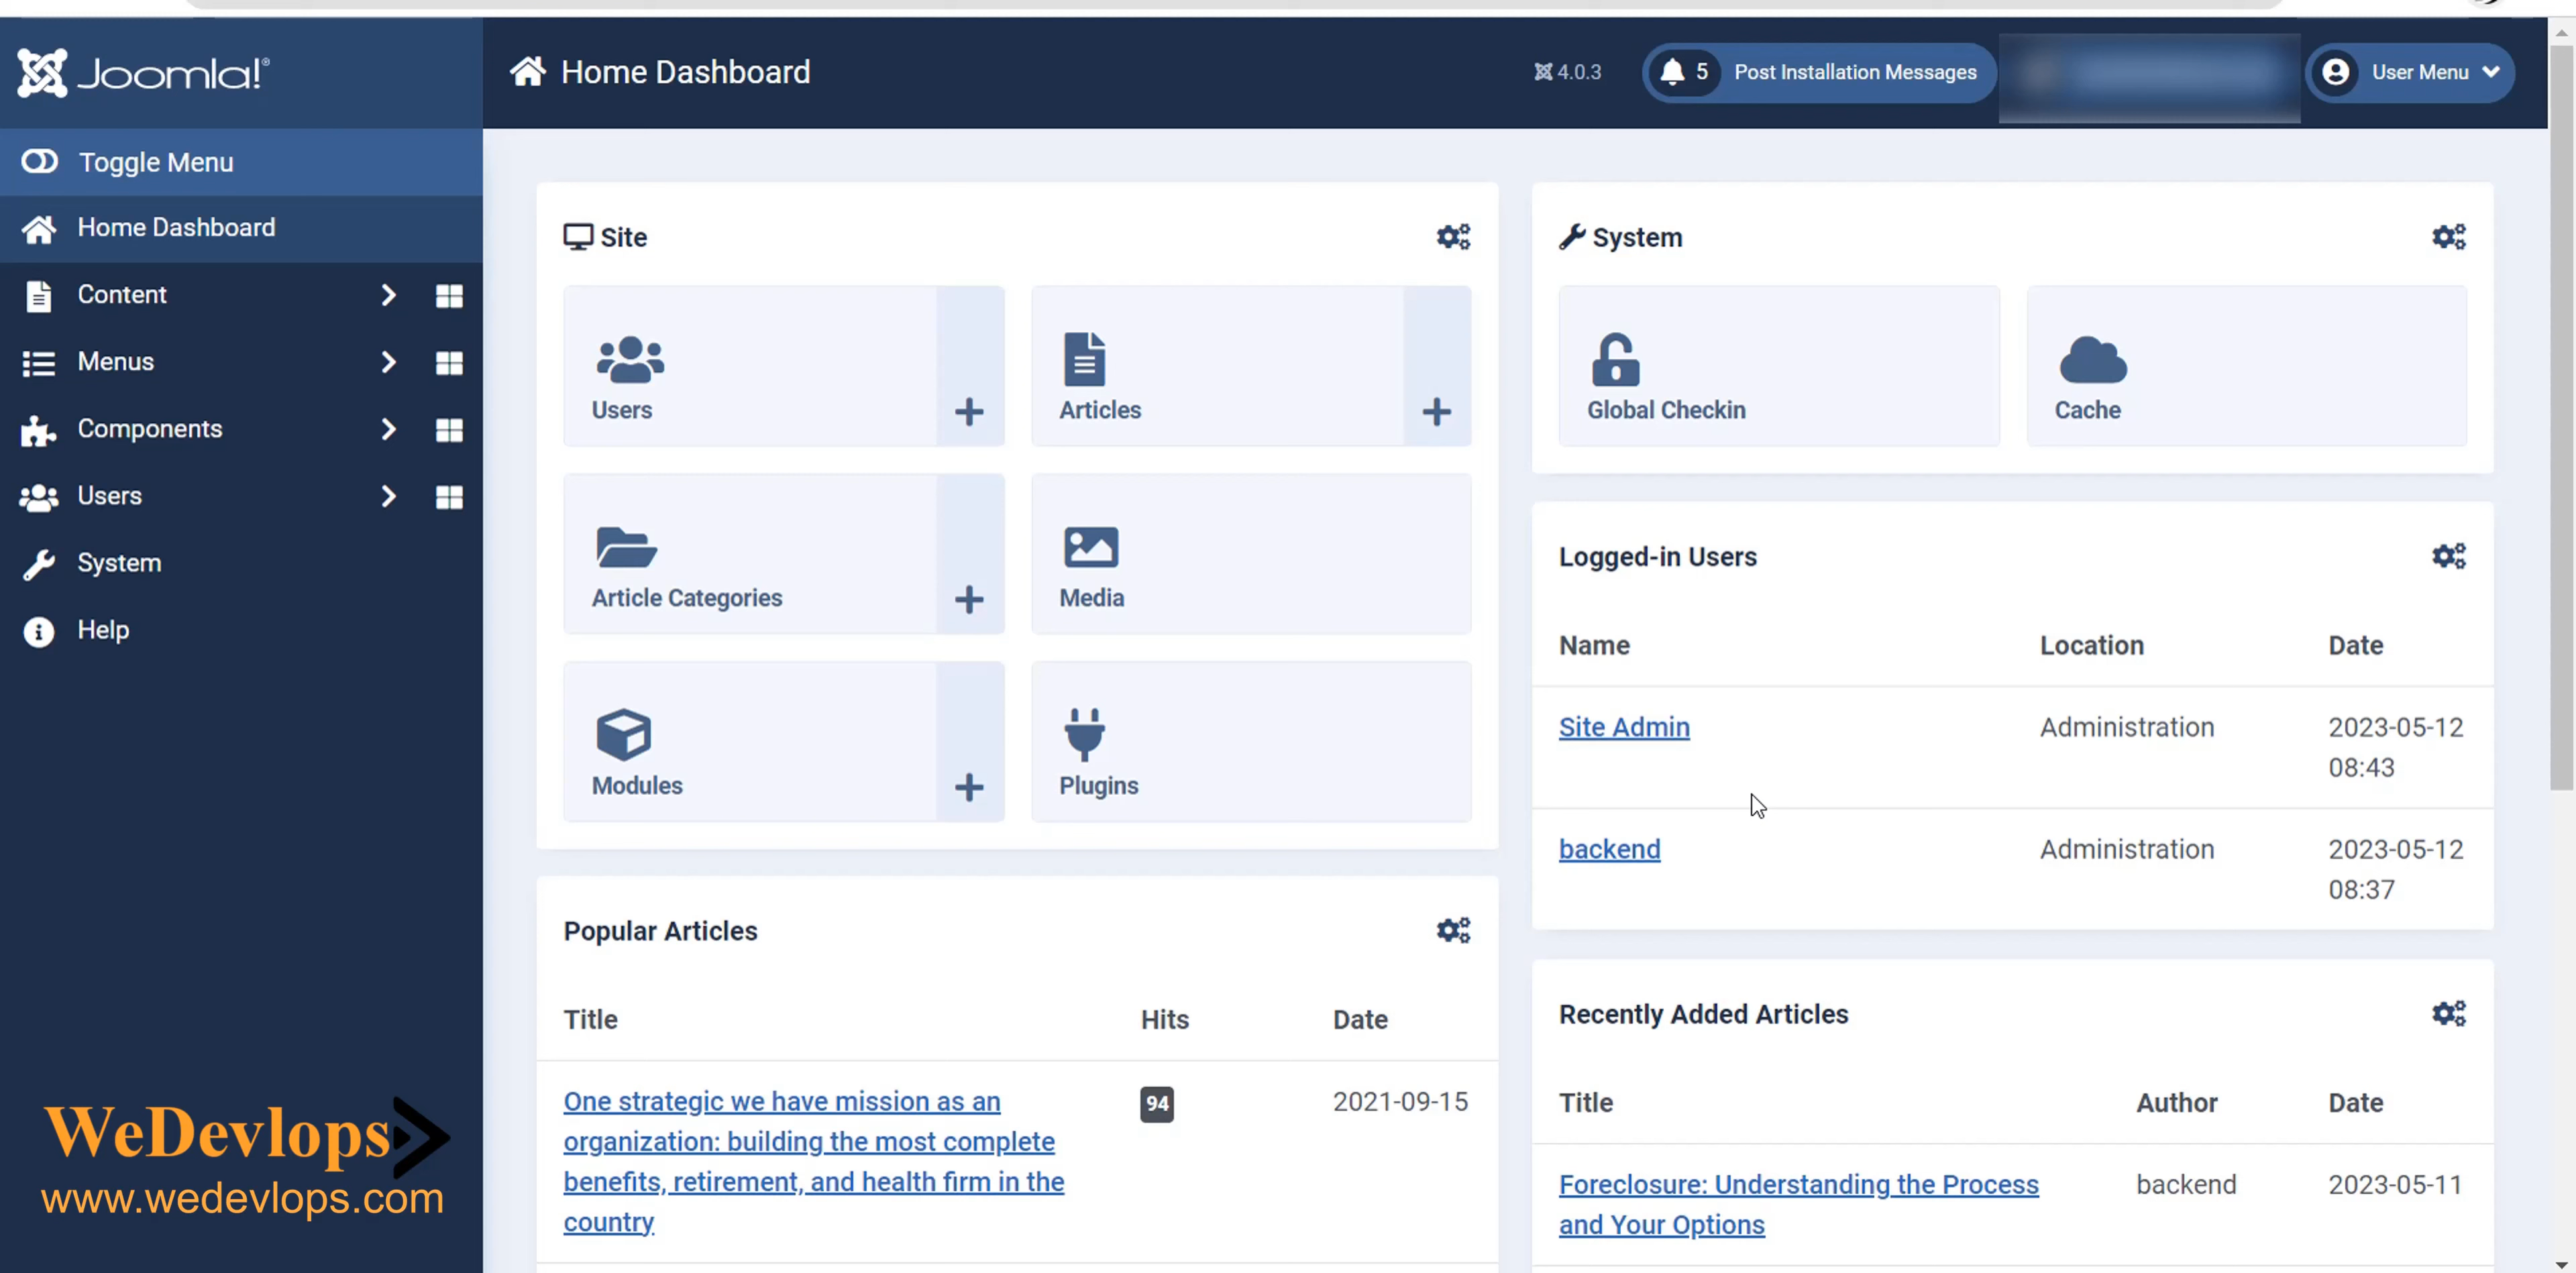 Joomla!®
Home Dashboard
4.0.3
5
Post Installation Messages
User Menu
Toggle Menu
Home Dashboard
Content
Menus
Components
Users
System
Help
WeDevlops
www.wedevlops.com
Site
Users
Articles
Article Categories
Media
Modules
Plugins
Popular Articles
Title Hits Date
One strategic we have mission as an 94 2021-09-15
organization: building the most complete
benefits, retirement, and health firm in the
country
System
Global Checkin
Cache
Logged-in Users
Name Location Date
Site Admin Administration 2023-05-12
08:43
backend Administration 2023-05-12
08:37
Recently Added Articles
Title Author Date
Foreclosure: Understanding the Process backend 2023-05-11
and Your Options